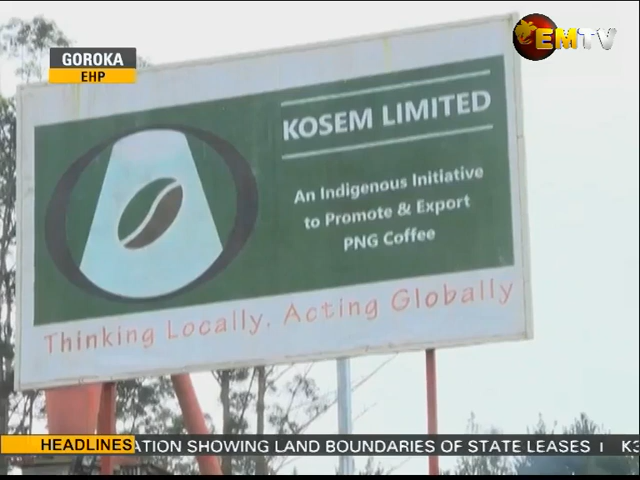 GOROKA
EHP
EMTV
KOSEM LIMITED
An Indigenous Initiative
to Promote & Export
PNG Coffee
Thinking Locally, Acting Globally
HEADLINES
ATION SHOWING LAND BOUNDARIES OF STATE LEASES I K3